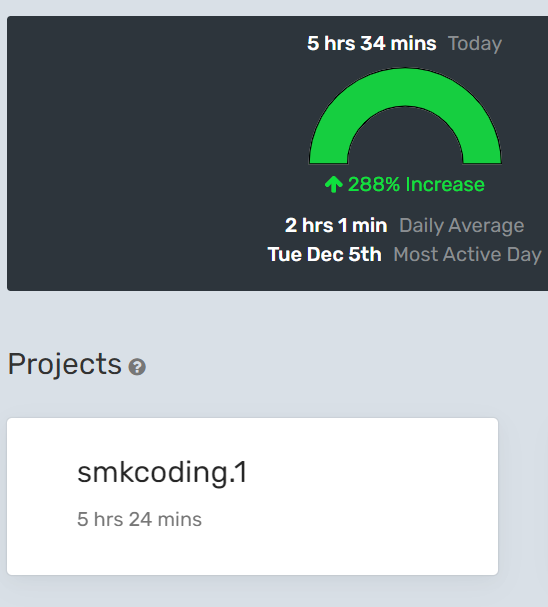 5 hrs 34 mins Today
288% Increase
2 hrs 1 min Daily Average
Tue Dec 5th Most Active Day
Projects ?
smkcoding.1
5 hrs 24 mins